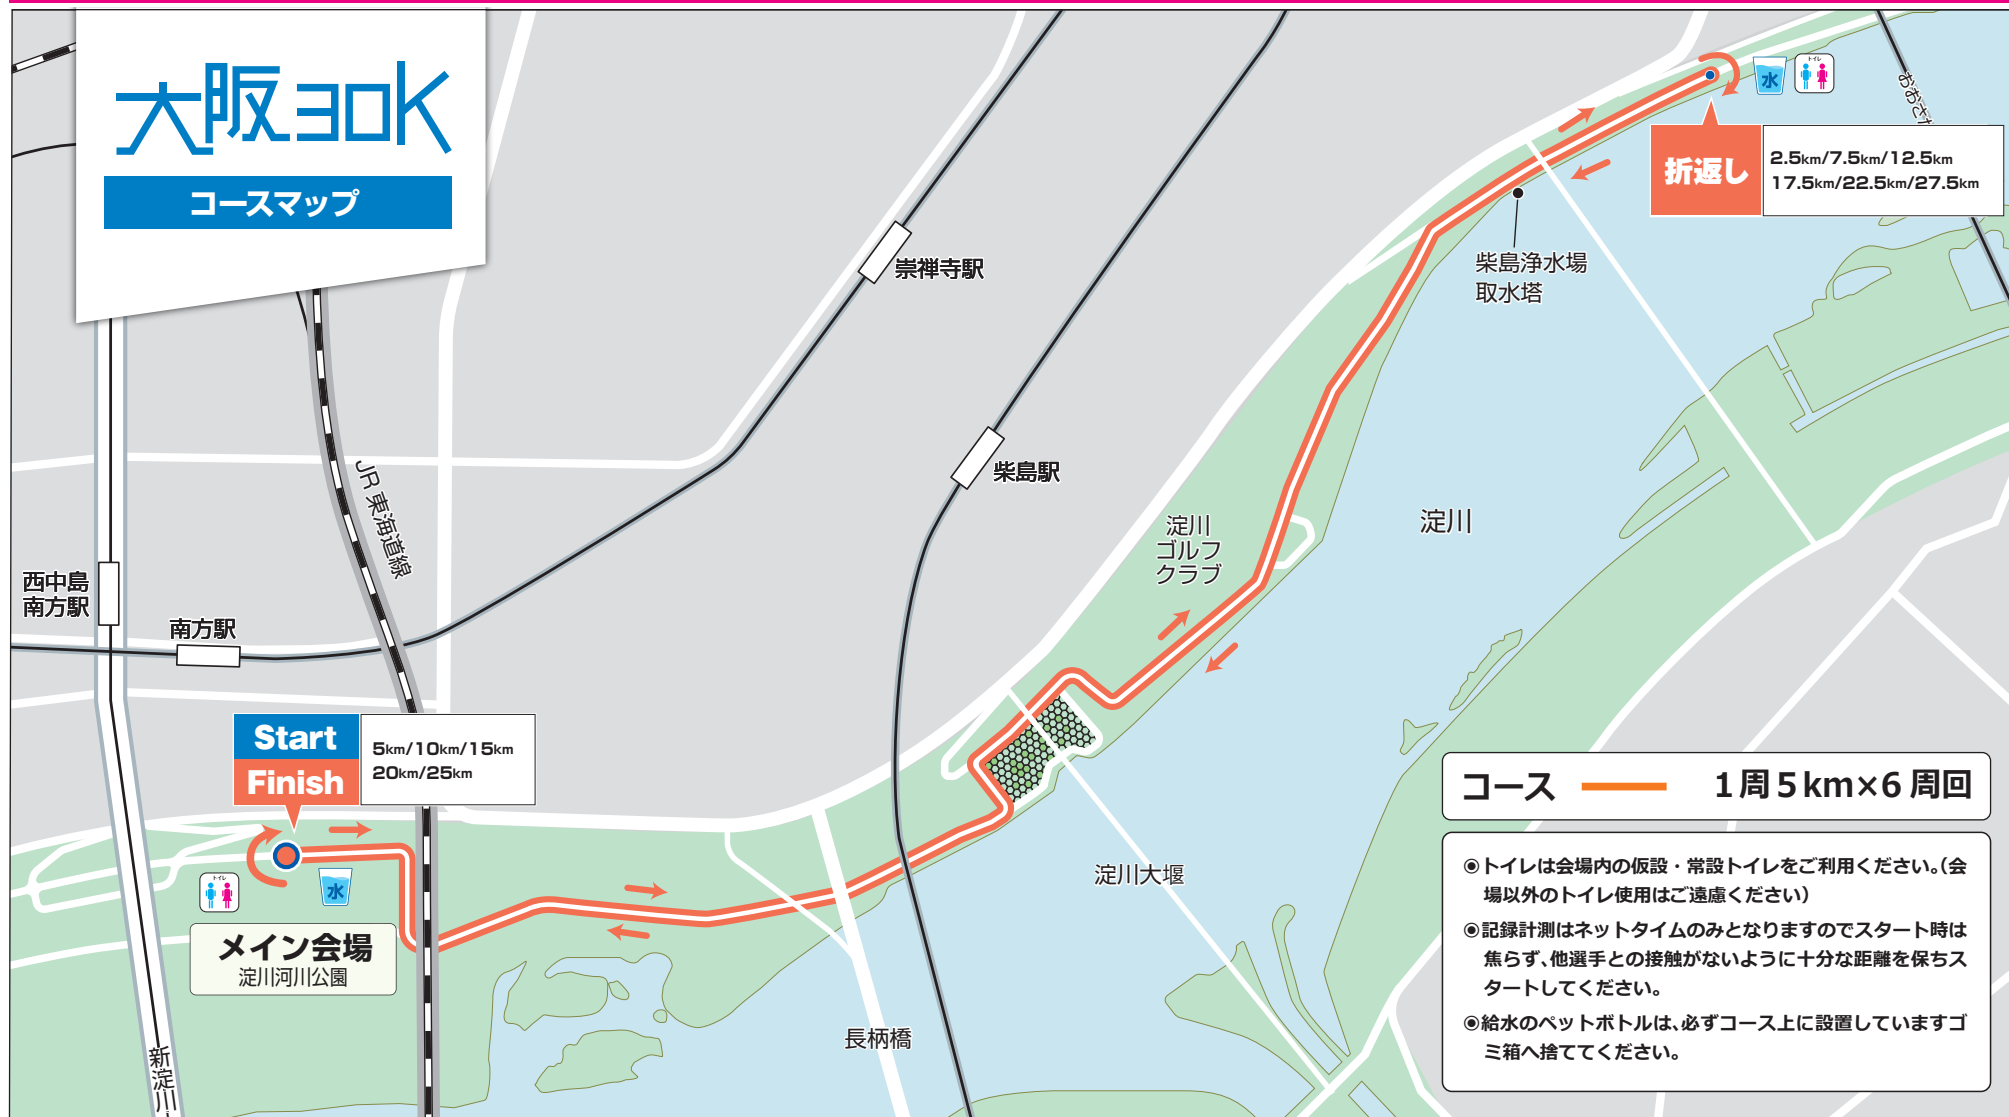 大阪30K
コースマップ
水
トイレ
おおさか
折返し
2.5km/7.5km/12.5km
17.5km/22.5km/27.5km
柴島浄水場
取水塔
崇禅寺駅
柴島駅
JR東海道線
淀川
ゴルフ
クラブ
淀川
西中島
南方駅
南方駅
Start
Finish
5km/10km/15km
20km/25km
トイレ
水
メイン会場
淀川河川公園
淀川大堰
長柄橋
新淀川
コース 1周5km×6周回
◉トイレは会場内の仮設・常設トイレをご利用ください。(会
場以外のトイレ使用はご遠慮ください)
◉記録計測はネットタイムのみとなりますのでスタート時は
焦らず、他選手との接触がないように十分な距離を保ちス
タートしてください。
◉給水のペットボトルは、必ずコース上に設置していますゴ
ミ箱へ捨ててください。